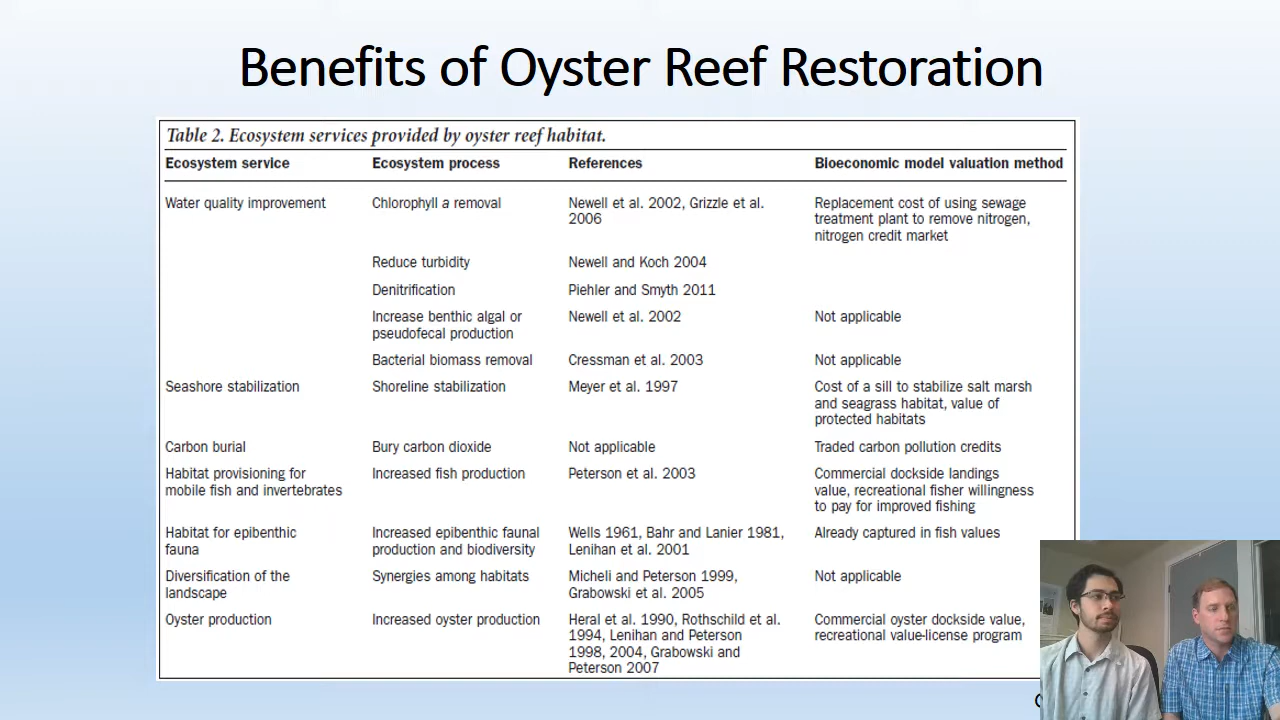 Benefits of Oyster Reef Restoration
Table 2. Ecosystem services provided by oyster reef habitat.
Ecosystem service Ecosystem process References Bioeconomic model valuation method
Water quality improvement Chlorophyll a removal Newell et al. 2002, Grizzle et al. Replacement cost of using sewage
2006 treatment plant to remove nitrogen,
nitrogen credit market
Reduce turbidity Newell and Koch 2004
Denitrification Piehler and Smyth 2011
Increase benthic algal or Newell et al. 2002 Not applicable
pseudofecal production
Bacterial biomass removal Cressman et al. 2003 Not applicable
Seashore stabilization Shoreline stabilization Meyer et al. 1997 Cost of a sill to stabilize salt marsh
and seagrass habitat, value of
protected habitats
Carbon burial Bury carbon dioxide Not applicable Traded carbon pollution credits
Habitat provisioning for Increased fish production Peterson et al. 2003 Commercial dockside landings
mobile fish and invertebrates value, recreational fisher willingness
to pay for improved fishing
Habitat for epibenthic Increased epibenthic faunal Wells 1961, Bahr and Lanier 1981, Already captured in fish values
fauna production and biodiversity Lenihan et al. 2001
Diversification of the Synergies among habitats Micheli and Peterson 1999, Not applicable
landscape Grabowski et al. 2005
Oyster production Increased oyster production Heral et al. 1990, Rothschild et al. Commercial oyster dockside value,
1994, Lenihan and Peterson recreational value-license program
1998, 2004, Grabowski and
Peterson 2007